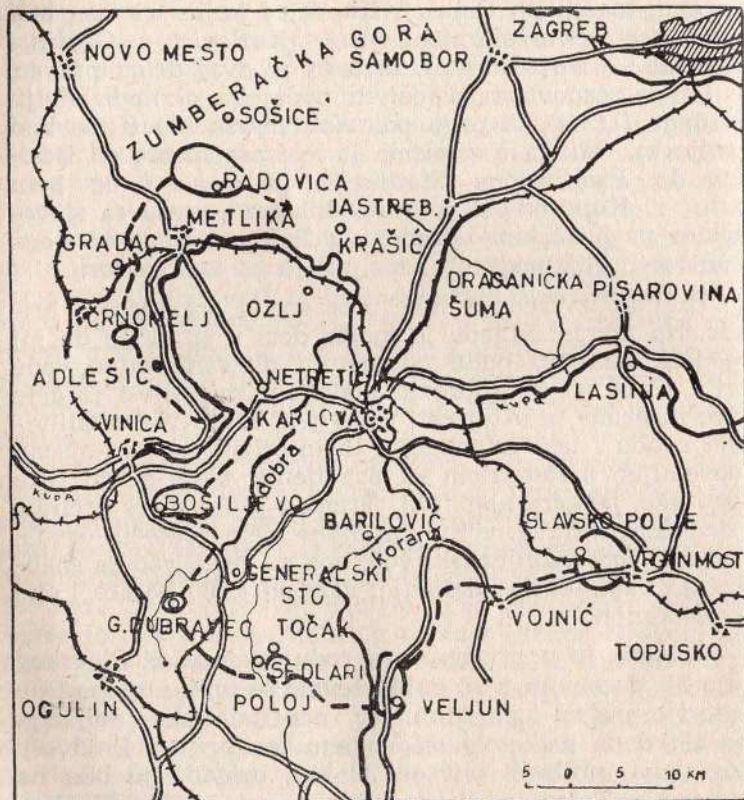 NOVO MESTO
ŽUMBERAČKA GORA
ZAGREB
SAMOBOR
SOŠICE
RADOVICA
METLIKA
JASTREB.
GRADAC
KRAŠIĆ
DRAGANIČKA
ŠUMA
PISAROVINA
OZLJ
ČRNOMELJ
ADLEŠIĆ
NETRETIĆ
LASINJA
KUPA
VINICA
KARLOVAC
KUPA
dobra
BOSILJEVO
BARILOVIĆ
SLAVSKO POLJE
korana
VRGINMOST
GENERALSKI
STO
VOJNIĆ
G.DUBRAVEC
TOČAK
TOPUSKO
SEDLARI
OGULIN
POLOJ
VELJUN
5 0 5 10 KM